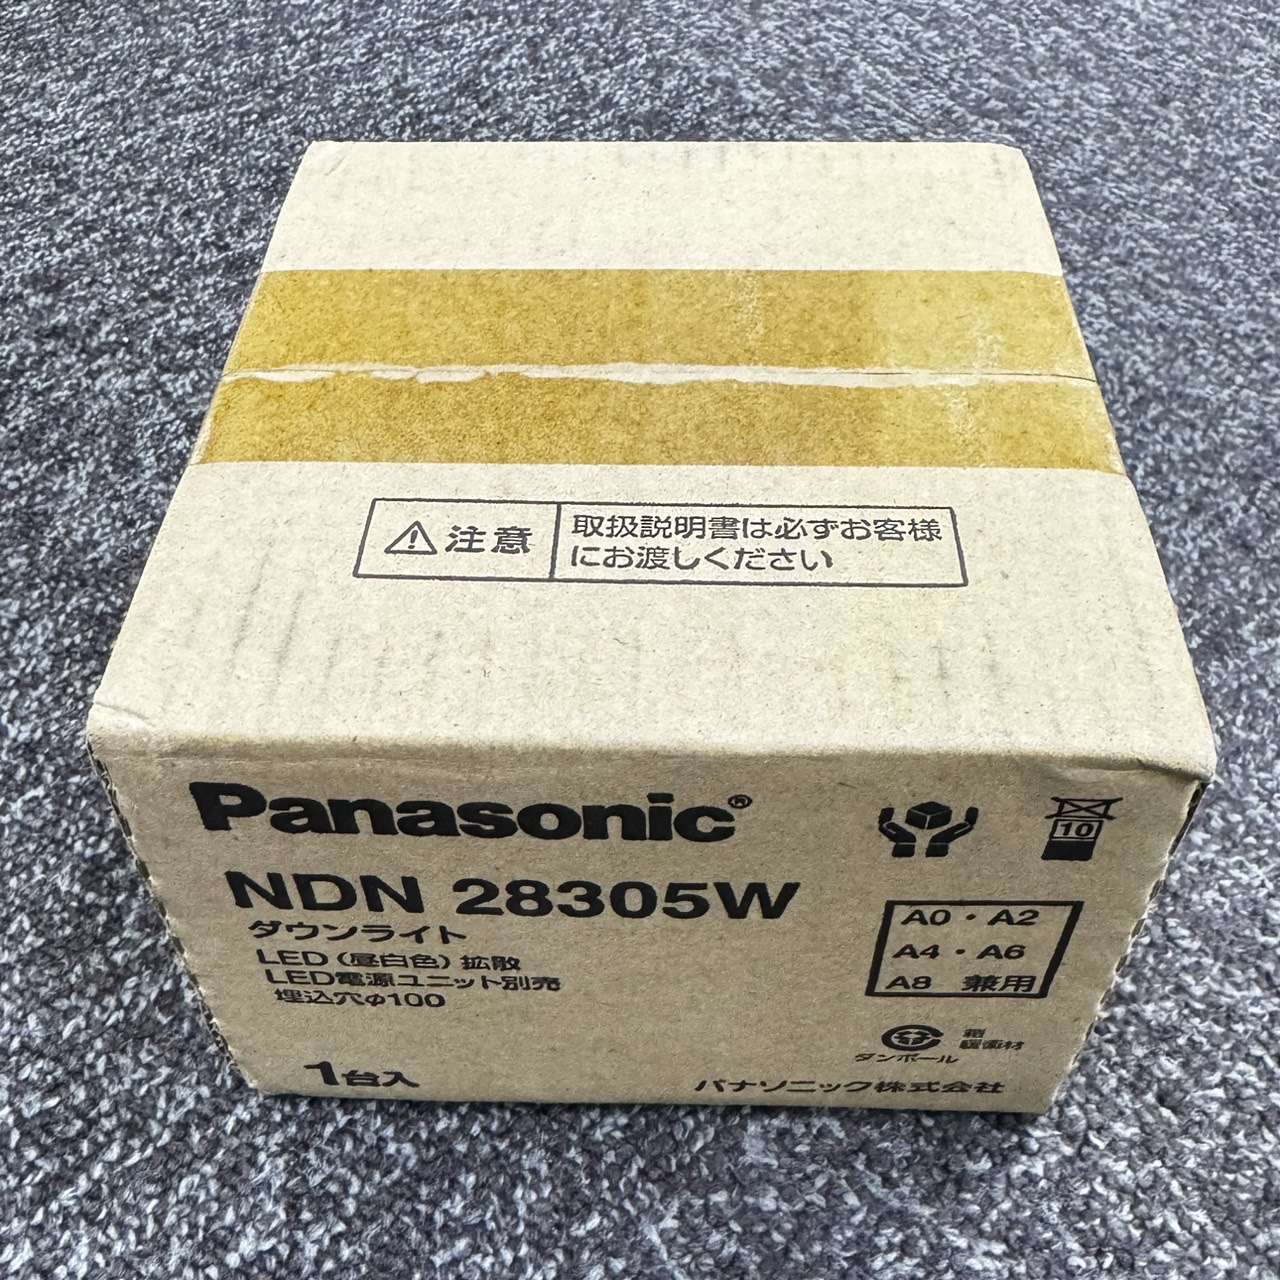 注意
取扱説明書は必ずお客様
にお渡しください
Panasonic®
NDN 28305W
ダウンライト
LED（昼白色）拡散
LED電源ユニット別売
埋込穴φ100
1台入
10
A0・A2
A4・A6
A8 兼用
ダンボール
箱
緩衝材
パナソニック株式会社